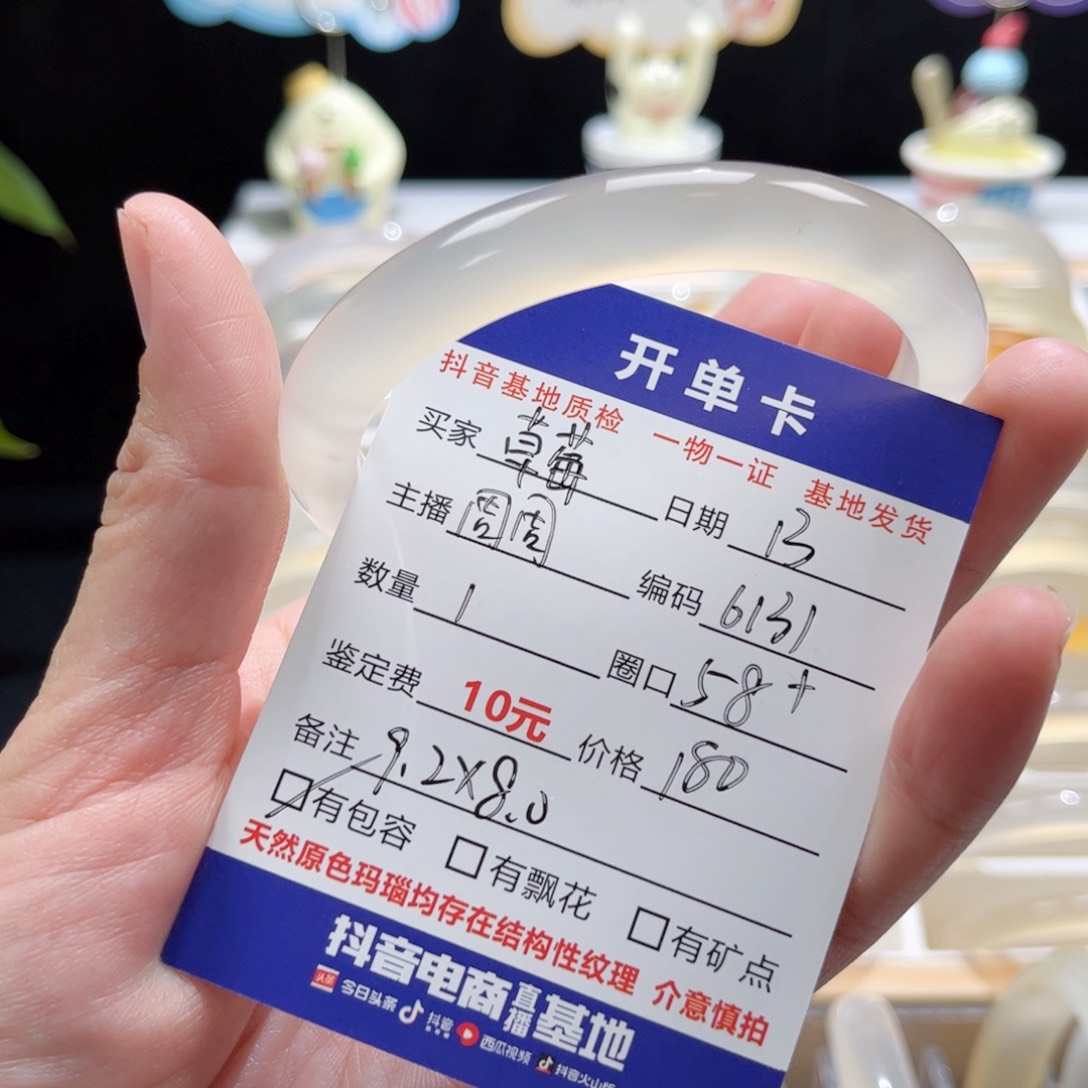 开单卡
抖音基地质检 一物一证 基地发货
买家 草莓 日期 13
主播 周周 编码 6131
数量 1 圈口 58+
鉴定费 10元 价格 180
备注 9.2X8.0
有包容 有飘花 有矿点
天然原色玛瑙均存在结构性纹理 介意慎拍
抖音电商直播基地
头条 今日头条 抖音 西瓜视频 抖音火山